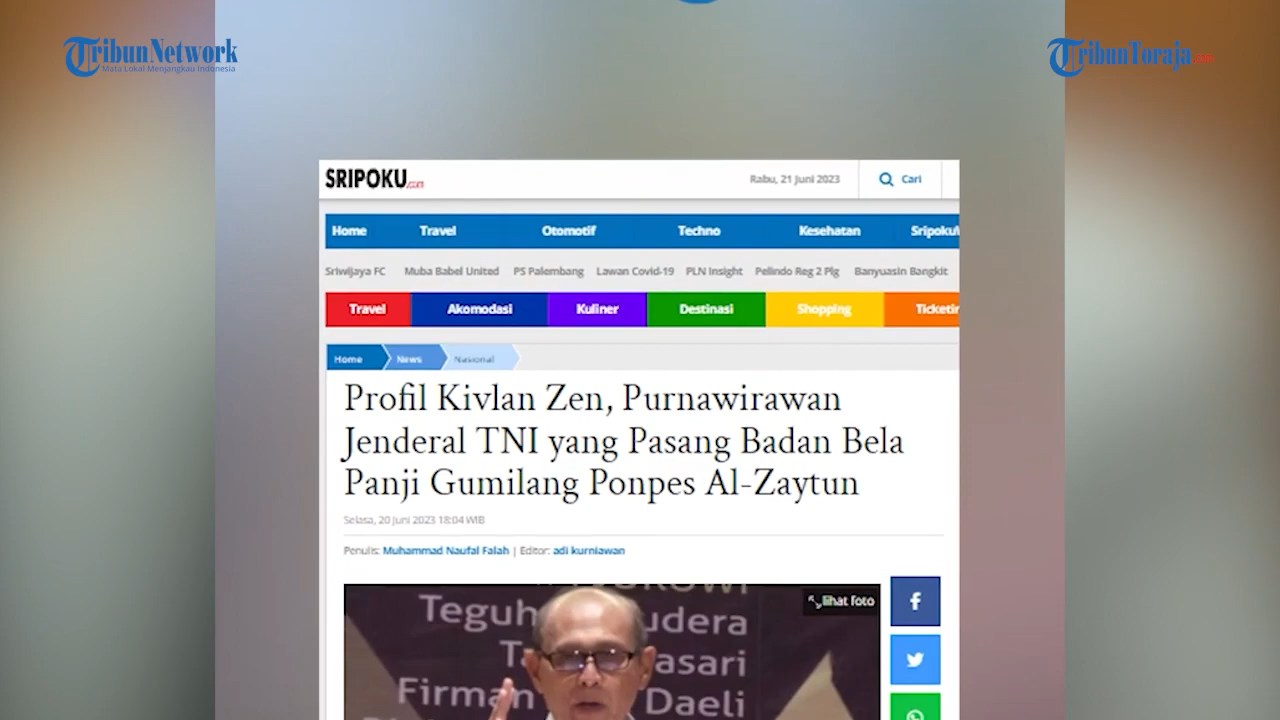 TribunNetwork
Mata Lokal Menjangkau Indonesia
TribunToraja.com
SRIPOKU.com
Rabu, 21 Juni 2023
Cari
Home Travel Otomotif Techno Kesehatan
Sriwijaya FC Muba Babel United PS Palembang Lawan Covid-19 PLN Insight Pelindo Reg 2 Plg Banyuasin Bangkit
Travel Akomodasi Kuliner Destinasi Shopping
Home News Nasional
Profil Kivlan Zen, Purnawirawan
Jenderal TNI yang Pasang Badan Bela
Panji Gumilang Ponpes Al-Zaytun
Selasa, 20 Juni 2023 18:04 WIB
Penulis: Muhammad Naufal Falah | Editor: adi kurniawan
lihat foto
Teguh
Firman Daeli